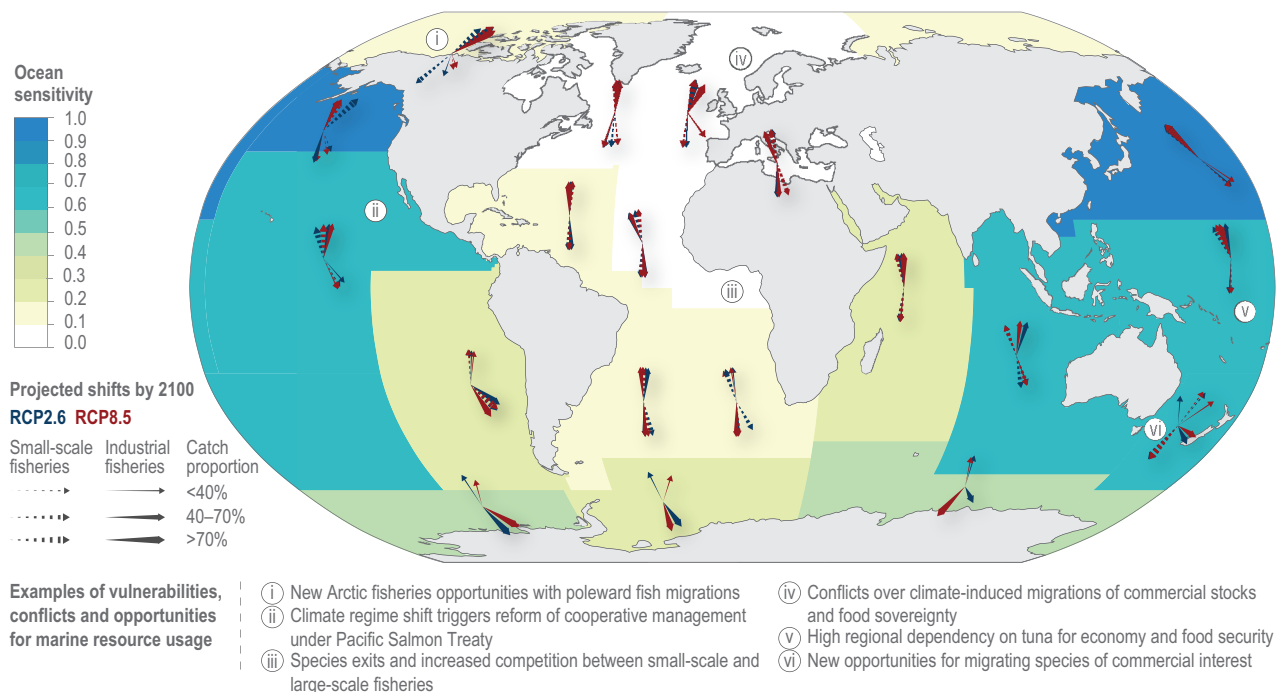 Ocean
sensitivity
1.0
0.9
0.8
0.7
0.6
0.5
0.4
0.3
0.2
0.1
0.0
Projected shifts by 2100
RCP2.6 RCP8.5
Small-scale fisheries
Industrial fisheries
Catch proportion
<40%
40–70%
>70%
i
ii
iii
iv
v
vi
Examples of vulnerabilities,
conflicts and opportunities
for marine resource usage
i New Arctic fisheries opportunities with poleward fish migrations
ii Climate regime shift triggers reform of cooperative management
under Pacific Salmon Treaty
iii Species exits and increased competition between small-scale and
large-scale fisheries
iv Conflicts over climate-induced migrations of commercial stocks
and food sovereignty
v High regional dependency on tuna for economy and food security
vi New opportunities for migrating species of commercial interest